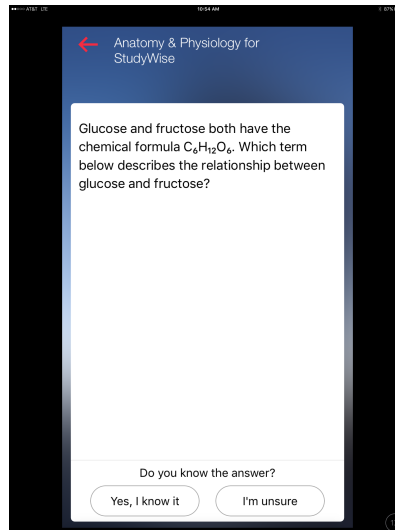 AT&T LTE 10:54 AM 87%
Anatomy & Physiology for
StudyWise
Glucose and fructose both have the
chemical formula C₆H₁₂O₆. Which term
below describes the relationship between
glucose and fructose?
Do you know the answer?
Yes, I know it I'm unsure